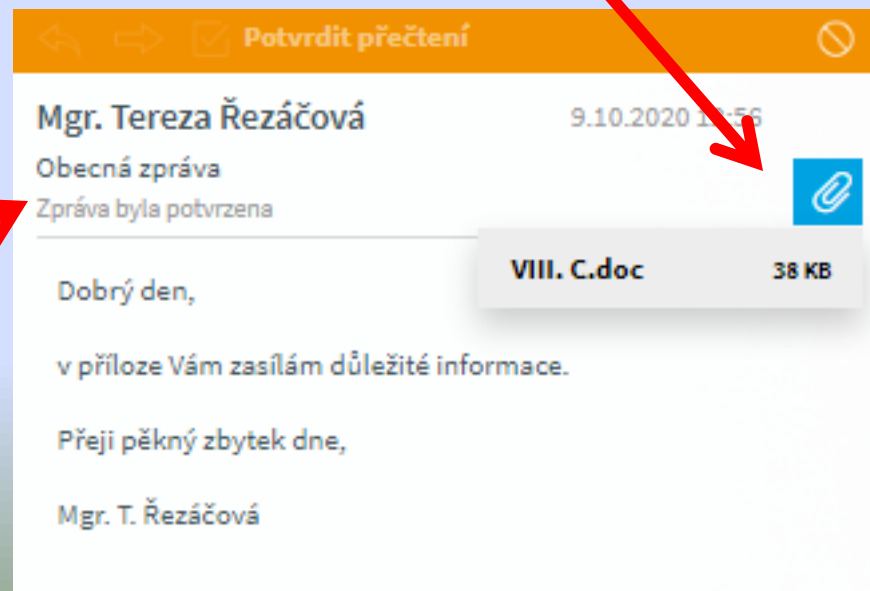 Potvrdit přečtení
Mgr. Tereza Řezáčová 9.10.2020
Obecná zpráva
Zpráva byla potvrzena
VIII. C.doc 38 KB
Dobrý den,
v příloze Vám zasílám důležité informace.
Přeji pěkný zbytek dne,
Mgr. T. Řezáčová